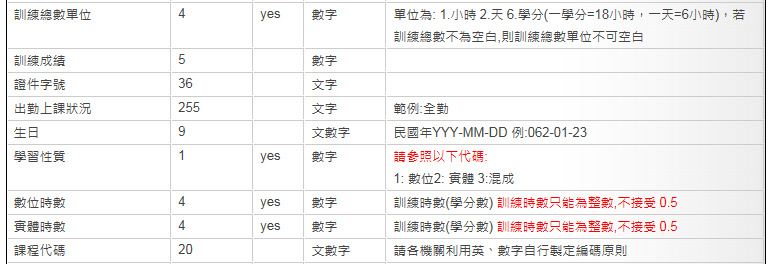 訓練總數單位 4 yes 數字 單位為: 1.小時 2.天 6.學分(一學分=18小時，一天=6小時)，若
訓練總數不為空白,則訓練總數單位不可空白
訓練成績 5 數字
證件字號 36 文字
出勤上課狀況 255 文字 範例:全勤
生日 9 文數字 民國年YYY-MM-DD 例:062-01-23
學習性質 1 yes 數字 請參照以下代碼:
1: 數位2: 實體 3:混成
數位時數 4 yes 數字 訓練時數(學分數) 訓練時數只能為整數,不接受 0.5
實體時數 4 yes 數字 訓練時數(學分數) 訓練時數只能為整數,不接受 0.5
課程代碼 20 文數字 請各機關利用英、數字自行製定編碼原則